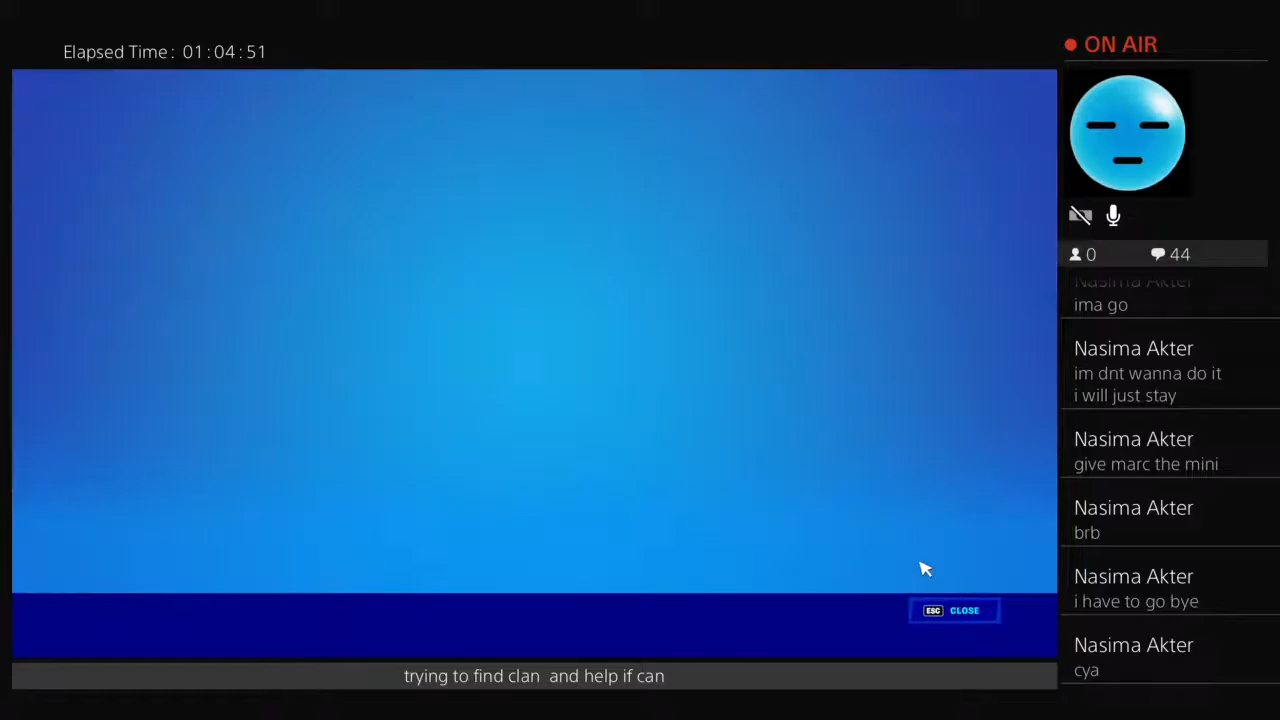 Elapsed Time: 01:04:51
ON AIR
0 44
Nasima Akter
ima go
Nasima Akter
im dnt wanna do it
i will just stay
Nasima Akter
give marc the mini
Nasima Akter
brb
Nasima Akter
i have to go bye
Nasima Akter
cya
ESC CLOSE
trying to find clan and help if can